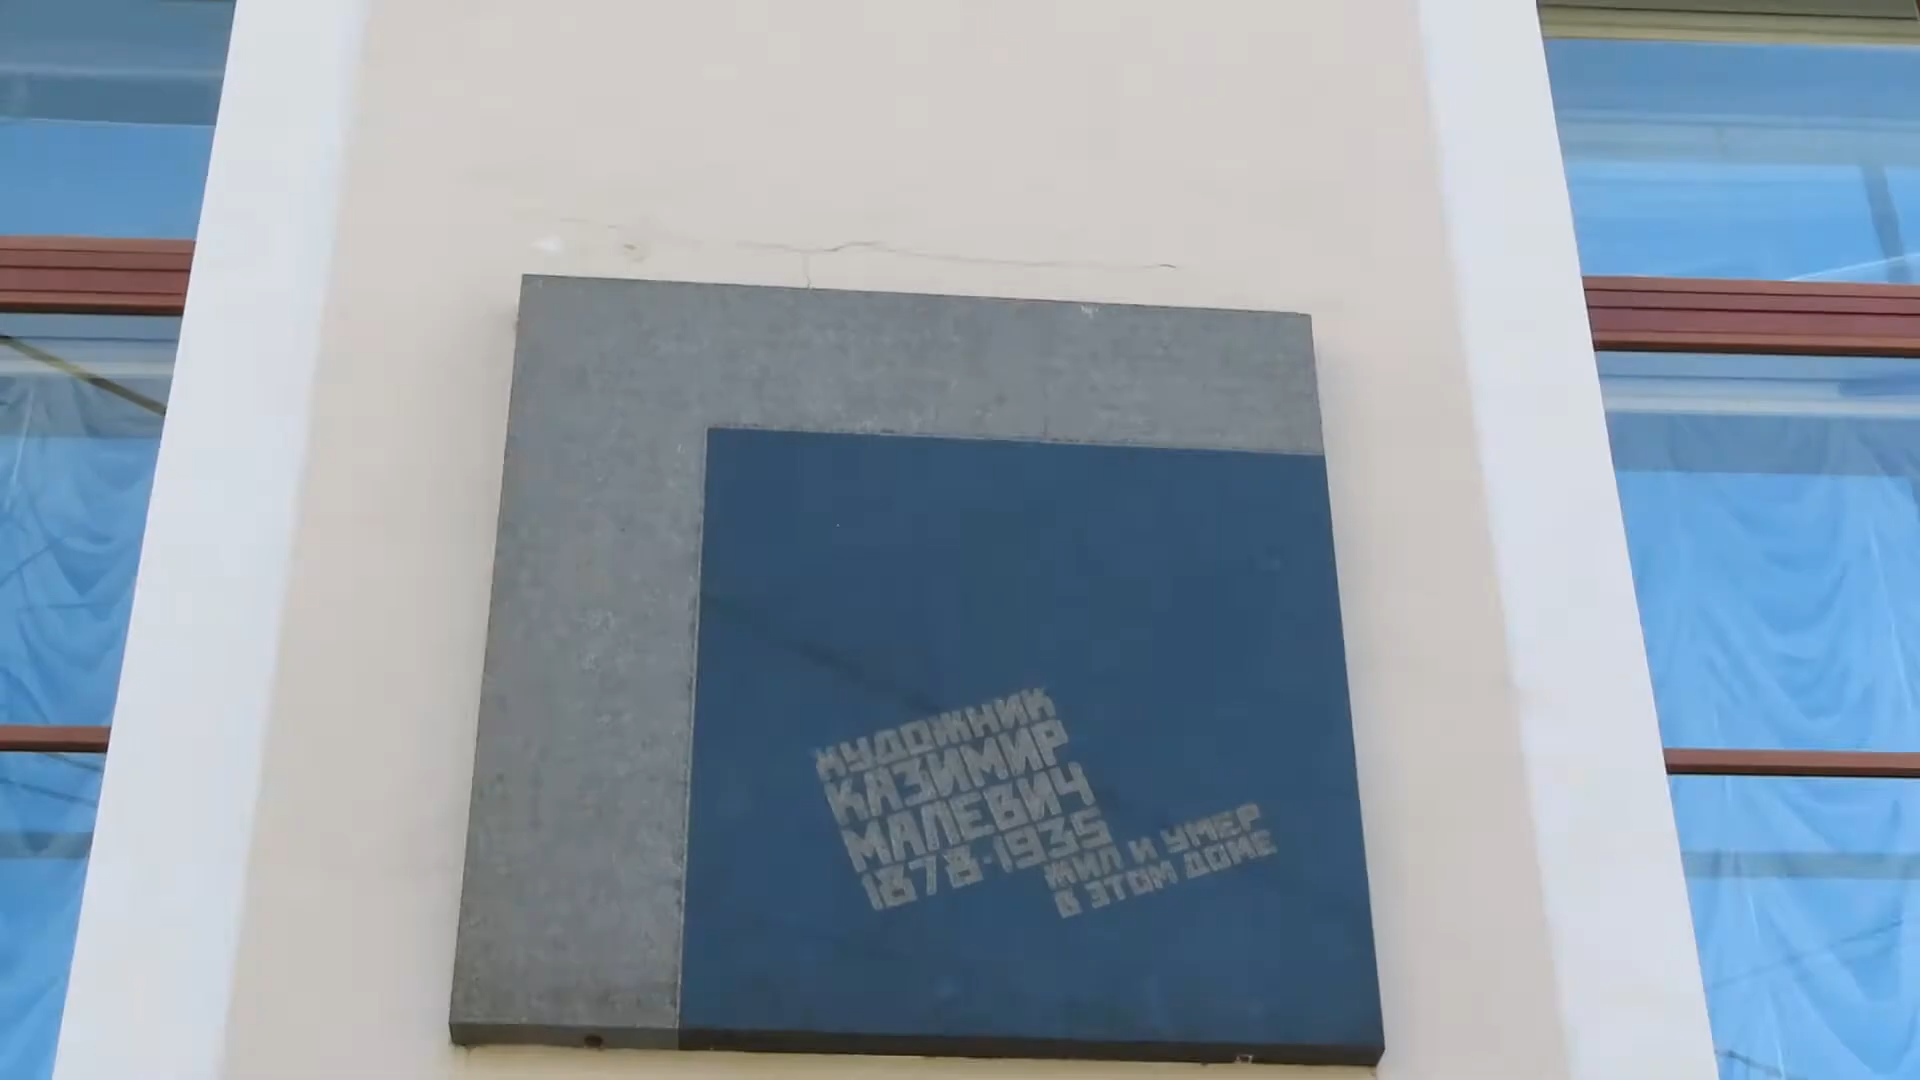 ХУДОЖНИК
КАЗИМИР
МАЛЕВИЧ
1878-1935
ЖИЛ И УМЕР
В ЭТОМ ДОМЕ